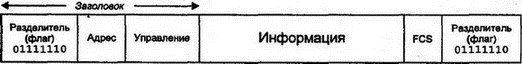 Заголовок
Разделитель
(флаг)
01111110
Адрес
Управление
Информация
FCS
Разделитель
(флаг)
01111110